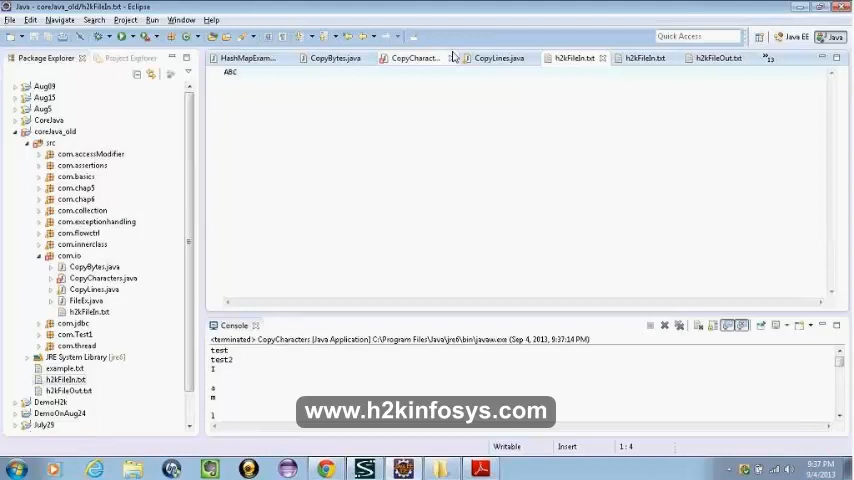 Java - coreJava_old/h2kFileIn.txt - Eclipse
File Edit Navigate Search Project Run Window Help
Quick Access Java EE Java
Package Explorer Project Explorer
HashMapExam... CopyBytes.java CopyCharact... CopyLines.java h2kFileIn.txt h2kFileIn.txt h2kFileOut.txt »13
ABC
Aug09
Aug15
Aug5
CoreJava
coreJava_old
src
com.accessModifier
com.assertions
com.basics
com.chap5
com.chap6
com.collection
com.exceptionhandling
com.flowctrl
com.innerclass
com.io
CopyBytes.java
CopyCharacters.java
CopyLines.java
FileEx.java
h2kFileIn.txt
com.jdbc
com.Test1
com.thread
JRE System Library [jre6]
example.txt
h2kFileIn.txt
h2kFileOut.txt
DemoH2k
DemoOnAug24
July29
Console
<terminated> CopyCharacters [Java Application] C:\Program Files\Java\jre6\bin\javaw.exe (Sep 4, 2013, 9:37:14 PM)
test
test2
I
a
m
l
www.h2kinfosys.com
Writable Insert 1:4
9:37 PM
9/4/2013